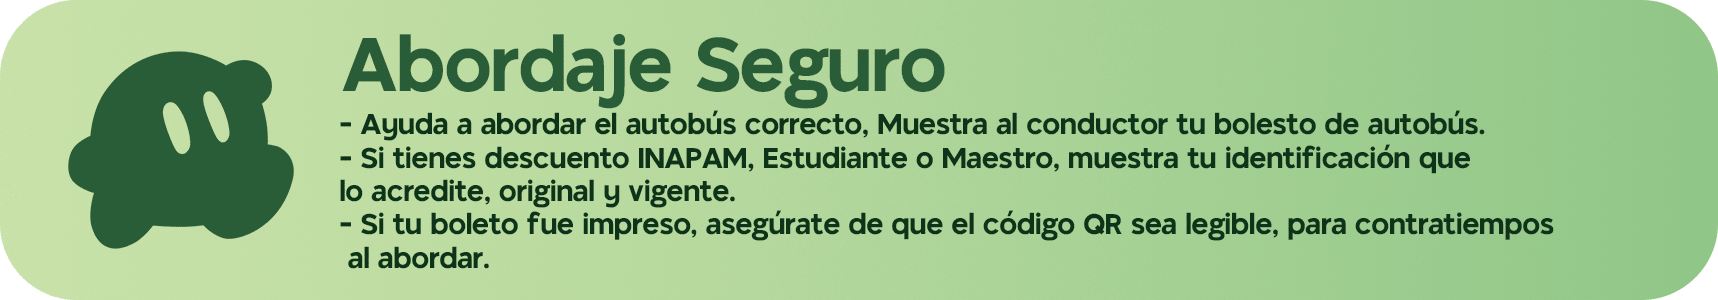 Abordaje Seguro
- Ayuda a abordar el autobús correcto, Muestra al conductor tu bolesto de autobús.
- Si tienes descuento INAPAM, Estudiante o Maestro, muestra tu identificación que
lo acredite, original y vigente.
- Si tu boleto fue impreso, asegúrate de que el código QR sea legible, para contratiempos
al abordar.